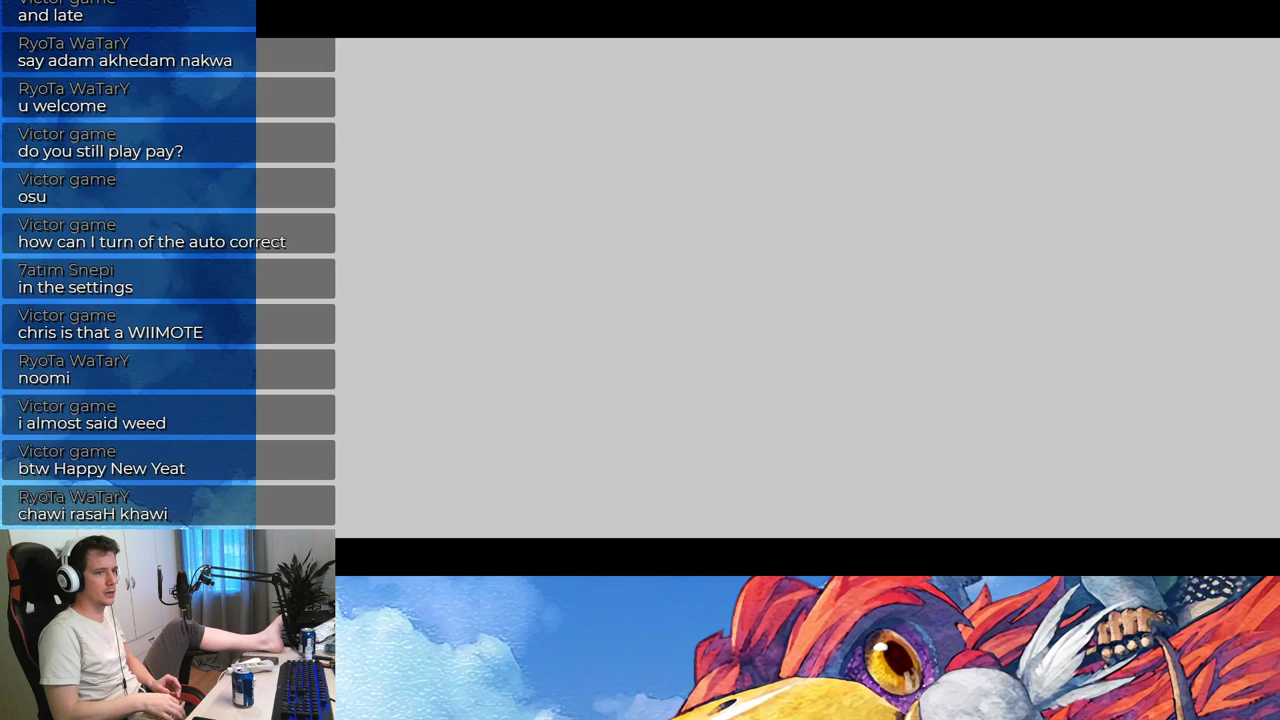 Victor game
and late
RyoTa WaTarY
say adam akhedam nakwa
RyoTa WaTarY
u welcome
Victor game
do you still play pay?
Victor game
osu
Victor game
how can I turn of the auto correct
7atim Snepi
in the settings
Victor game
chris is that a WIIMOTE
RyoTa WaTarY
noomi
Victor game
i almost said weed
Victor game
btw Happy New Yeat
RyoTa WaTarY
chawi rasaH khawi